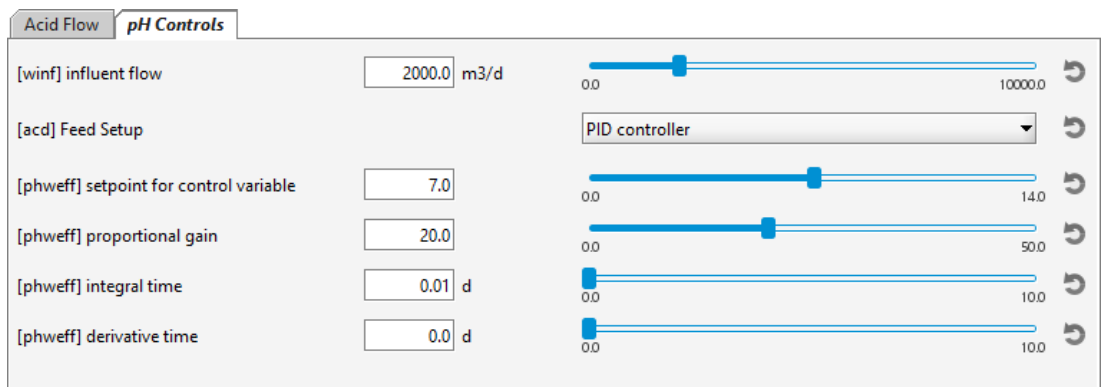 Acid Flow pH Controls
[winf] influent flow 2000.0 m3/d
0.0 10000.0
[acd] Feed Setup PID controller
[phweff] setpoint for control variable 7.0
0.0 14.0
[phweff] proportional gain 20.0
0.0 50.0
[phweff] integral time 0.01 d
0.0 10.0
[phweff] derivative time 0.0 d
0.0 10.0